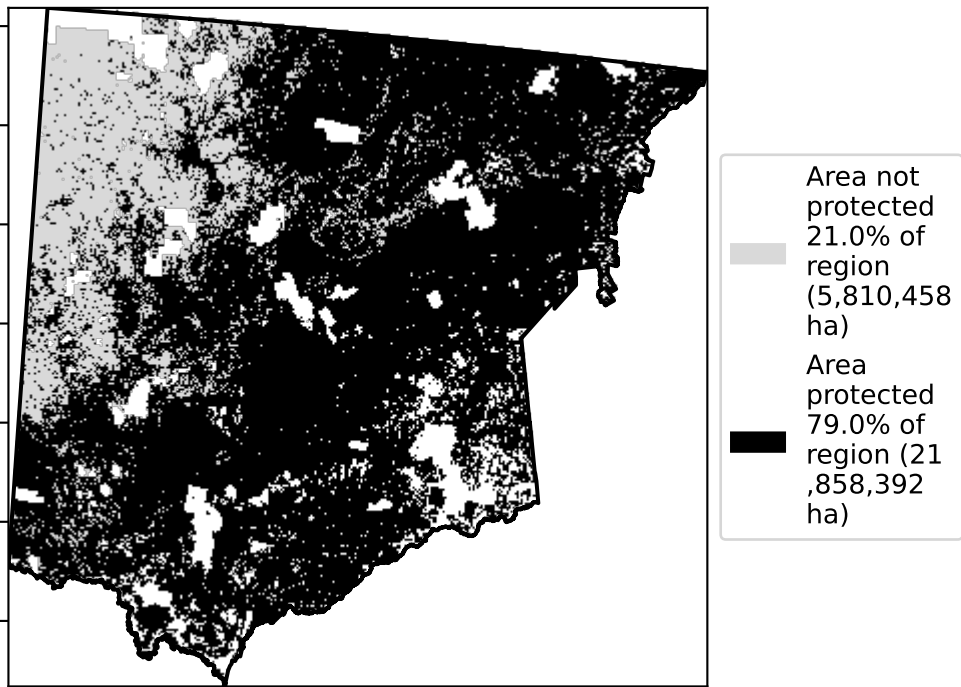 Area not
protected
21.0% of
region
(5,810,458
ha)
Area
protected
79.0% of
region (21
,858,392
ha)